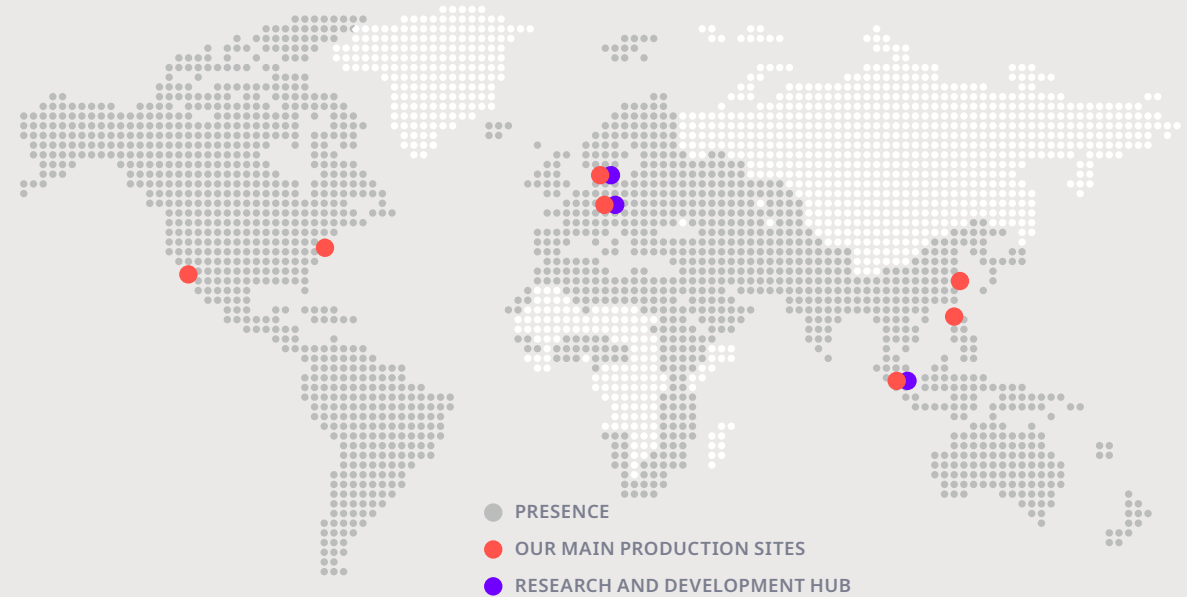 PRESENCE
OUR MAIN PRODUCTION SITES
RESEARCH AND DEVELOPMENT HUB